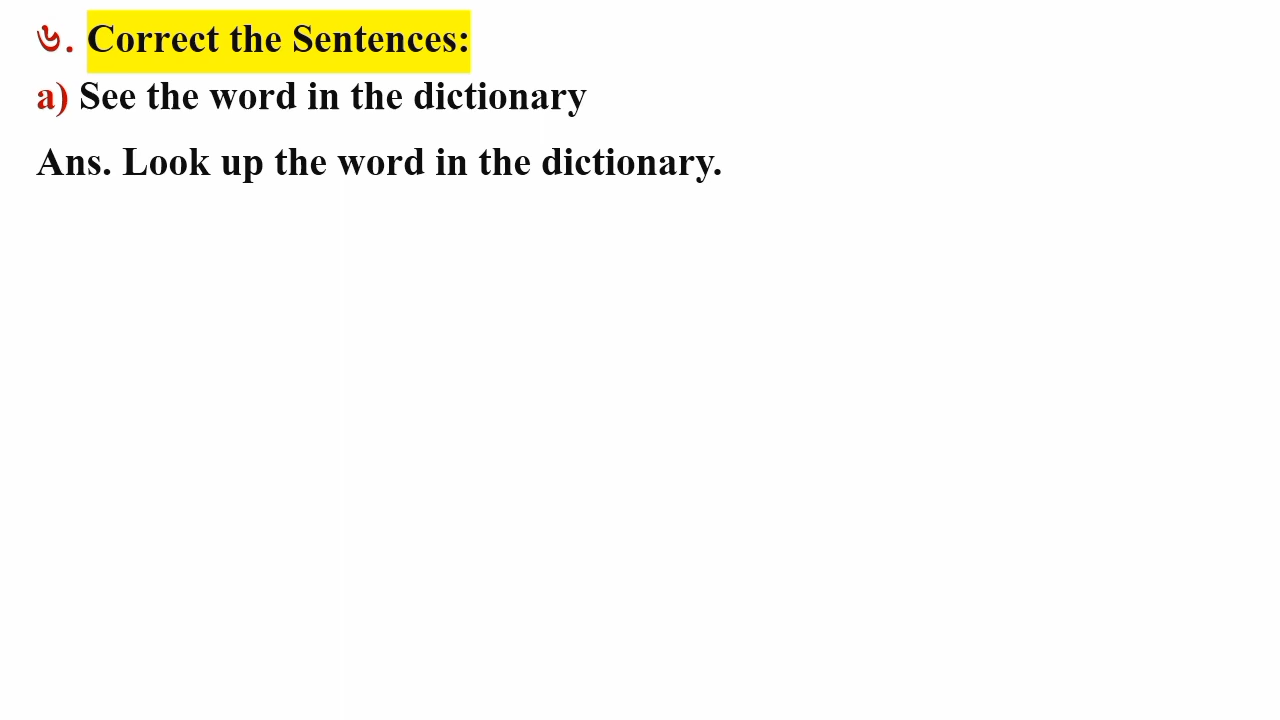 ৬. Correct the Sentences:
a) See the word in the dictionary
Ans. Look up the word in the dictionary.